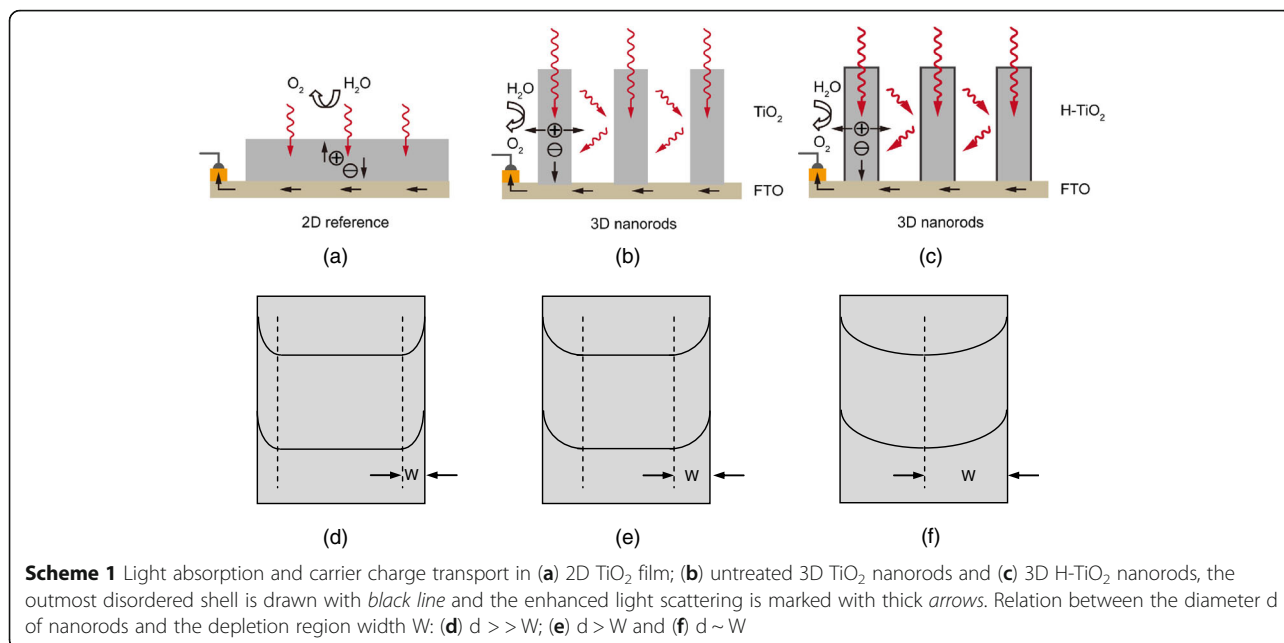 O₂ H₂O
2D reference
(a)
H₂O
O₂
TiO₂
FTO
3D nanorods
(b)
H₂O
O₂
H-TiO₂
FTO
3D nanorods
(c)
W
(d)
W
(e)
W
(f)
Scheme 1 Light absorption and carrier charge transport in (a) 2D TiO₂ film; (b) untreated 3D TiO₂ nanorods and (c) 3D H-TiO₂ nanorods, the
outmost disordered shell is drawn with black line and the enhanced light scattering is marked with thick arrows. Relation between the diameter d
of nanorods and the depletion region width W: (d) d > > W; (e) d > W and (f) d ~ W